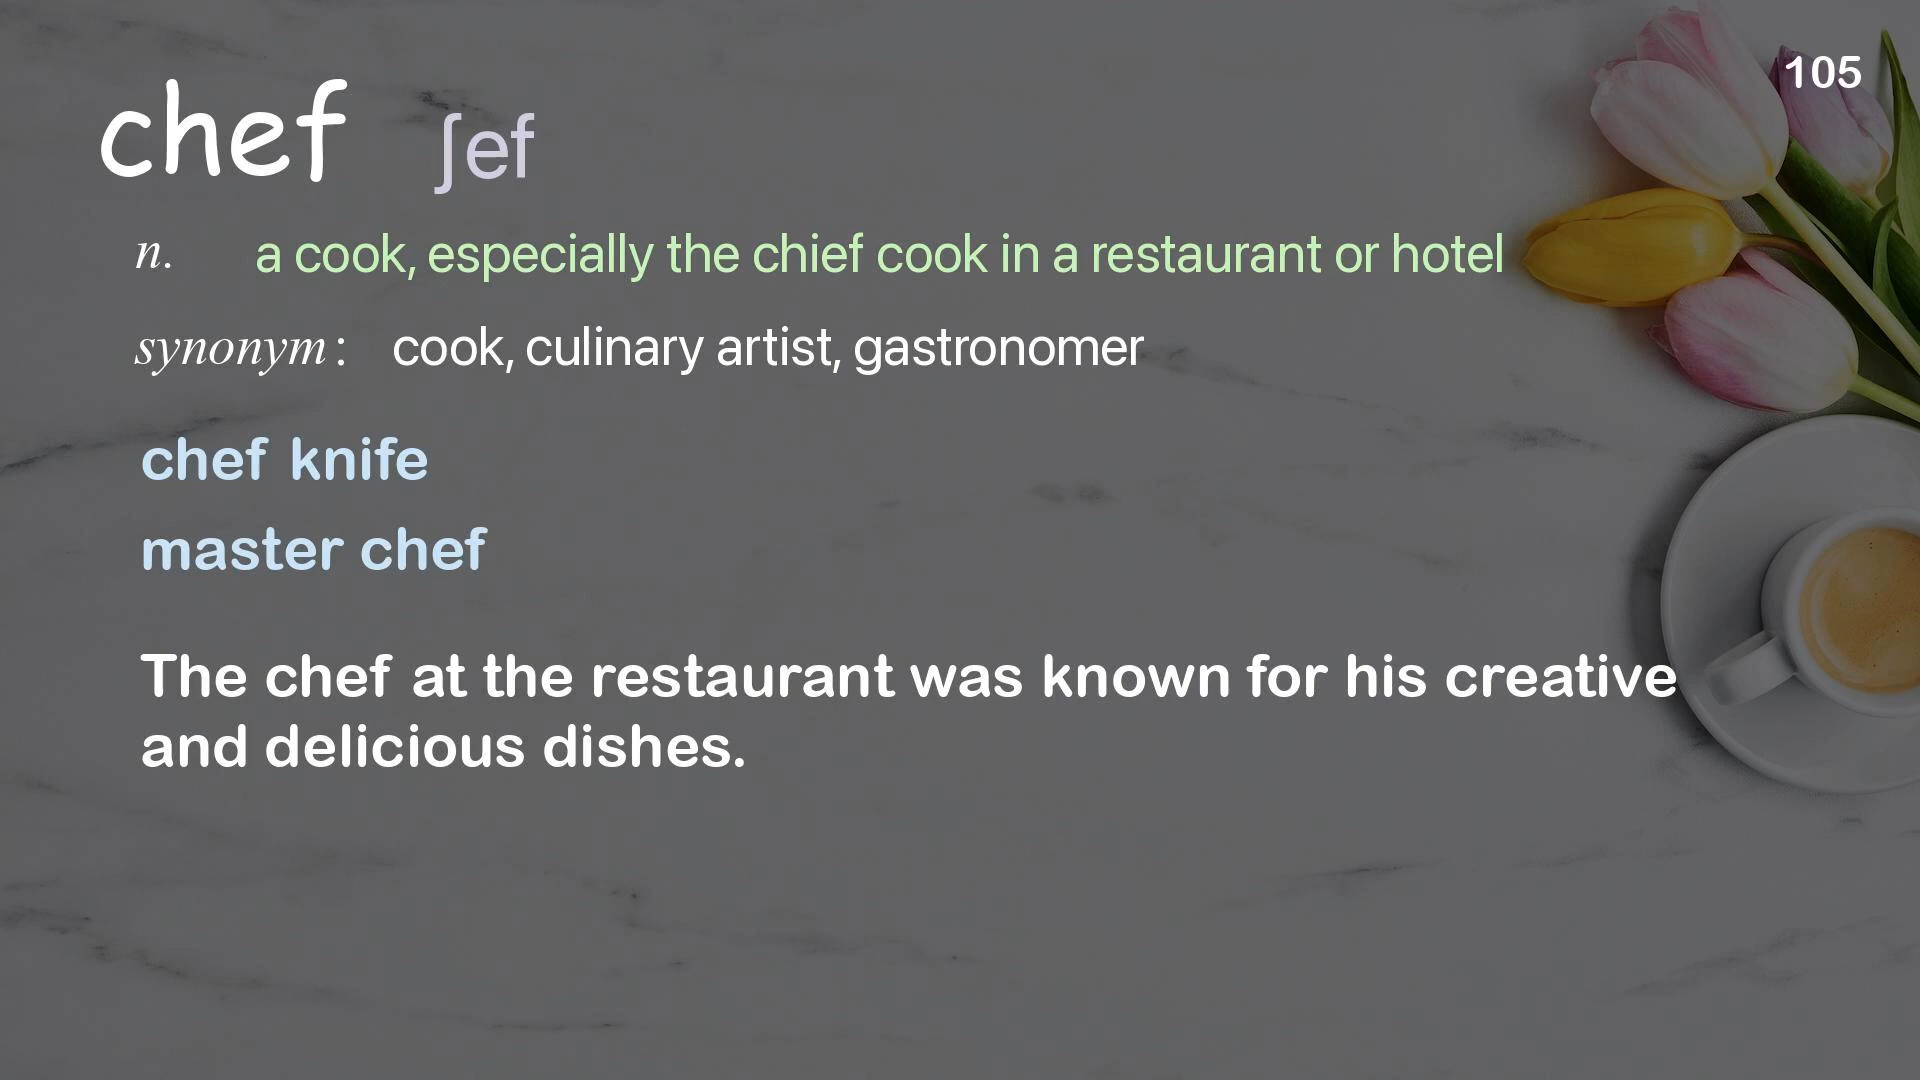 105
chef ʃef
n. a cook, especially the chief cook in a restaurant or hotel
synonym: cook, culinary artist, gastronomer
chef knife
master chef
The chef at the restaurant was known for his creative
and delicious dishes.